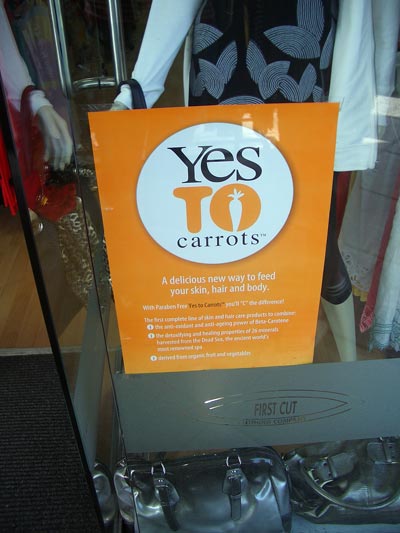 Yes
TO
carrots™
A delicious new way to feed
your skin, hair and body.
With Paraben Free Yes to Carrots™ you'll "C" the difference!
The first complete line of skin and hair care products to combine:
the anti-oxidant and anti-ageing power of Beta-Carotene
the detoxifying and healing properties of 26 minerals
harvested from the Dead Sea, the ancient world's
most renowned spa
derived from organic fruit and vegetables
FIRST CUT